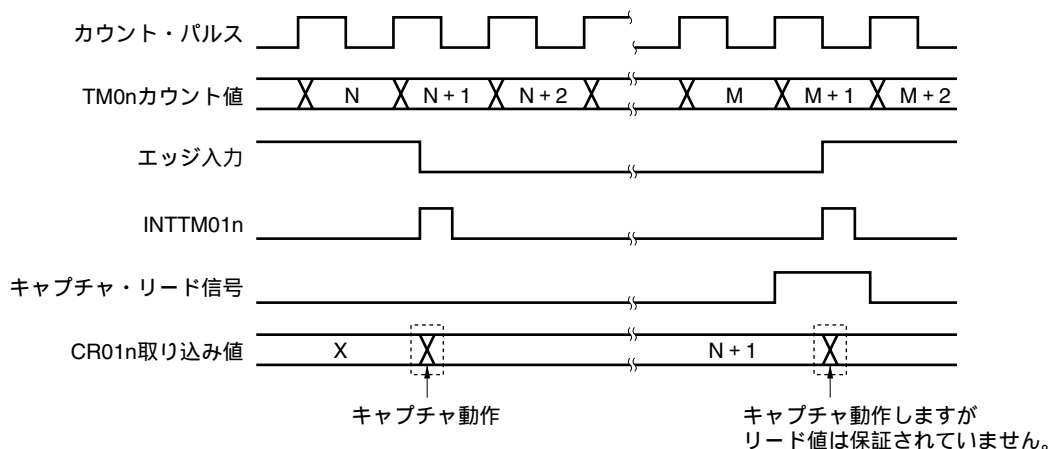 カウント・パルス
TM0nカウント値
N
N + 1
N + 2
M
M + 1
M + 2
エッジ入力
INTTM01n
キャプチャ・リード信号
CR01n取り込み値
X
N + 1
キャプチャ動作
キャプチャ動作しますが
リード値は保証されていません。